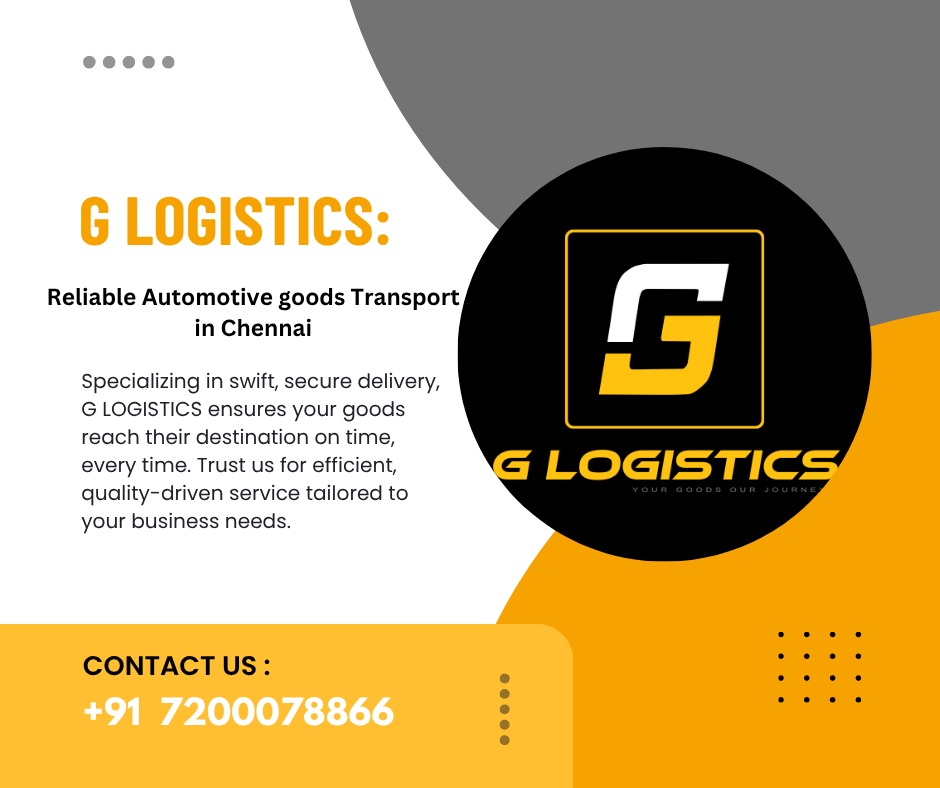 G LOGISTICS:
Reliable Automotive goods Transport
in Chennai
Specializing in swift, secure delivery,
G LOGISTICS ensures your goods
reach their destination on time,
every time. Trust us for efficient,
quality-driven service tailored to
your business needs.
G LOGISTICS
YOUR GOODS OUR JOURNE
CONTACT US :
+91 7200078866